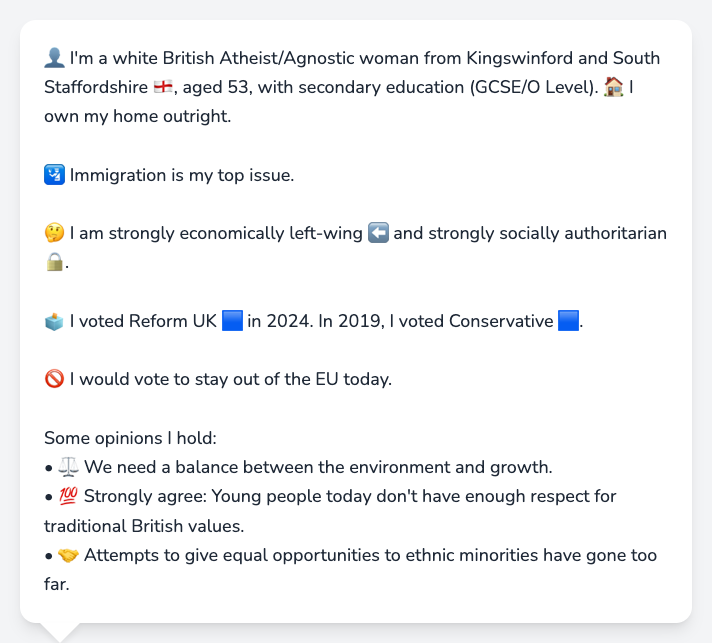 👤 I'm a white British Atheist/Agnostic woman from Kingswinford and South
Staffordshire 🏴󠁧󠁢󠁥󠁮󠁧󠁿, aged 53, with secondary education (GCSE/O Level). 🏠 I
own my home outright.
🛂 Immigration is my top issue.
🤔 I am strongly economically left-wing ⬅️ and strongly socially authoritarian
🔒.
🗳️ I voted Reform UK 🟦 in 2024. In 2019, I voted Conservative 🟦.
🚫 I would vote to stay out of the EU today.
Some opinions I hold:
• ⚖️ We need a balance between the environment and growth.
• 💯 Strongly agree: Young people today don't have enough respect for
traditional British values.
• 🤝 Attempts to give equal opportunities to ethnic minorities have gone too
far.